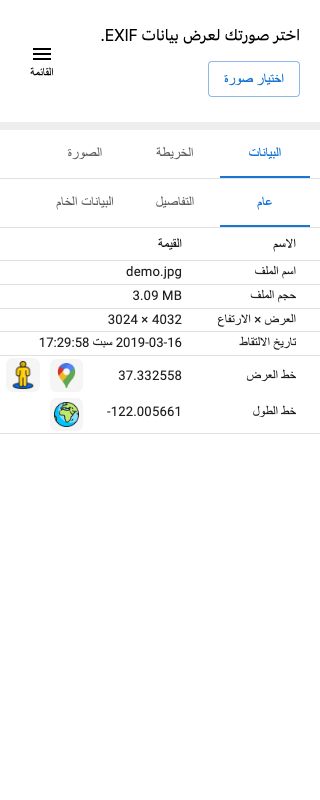 اختر صورتك لعرض بيانات EXIF.
القائمة
اختيار صورة
البيانات الخريطة الصورة
عام التفاصيل البيانات الخام
الاسم القيمة
اسم الملف demo.jpg
حجم الملف 3.09 MB
العرض × الارتفاع 4032 × 3024
تاريخ الالتقاط 2019-03-16 سبت 17:29:58
خط العرض 37.332558
خط الطول -122.005661